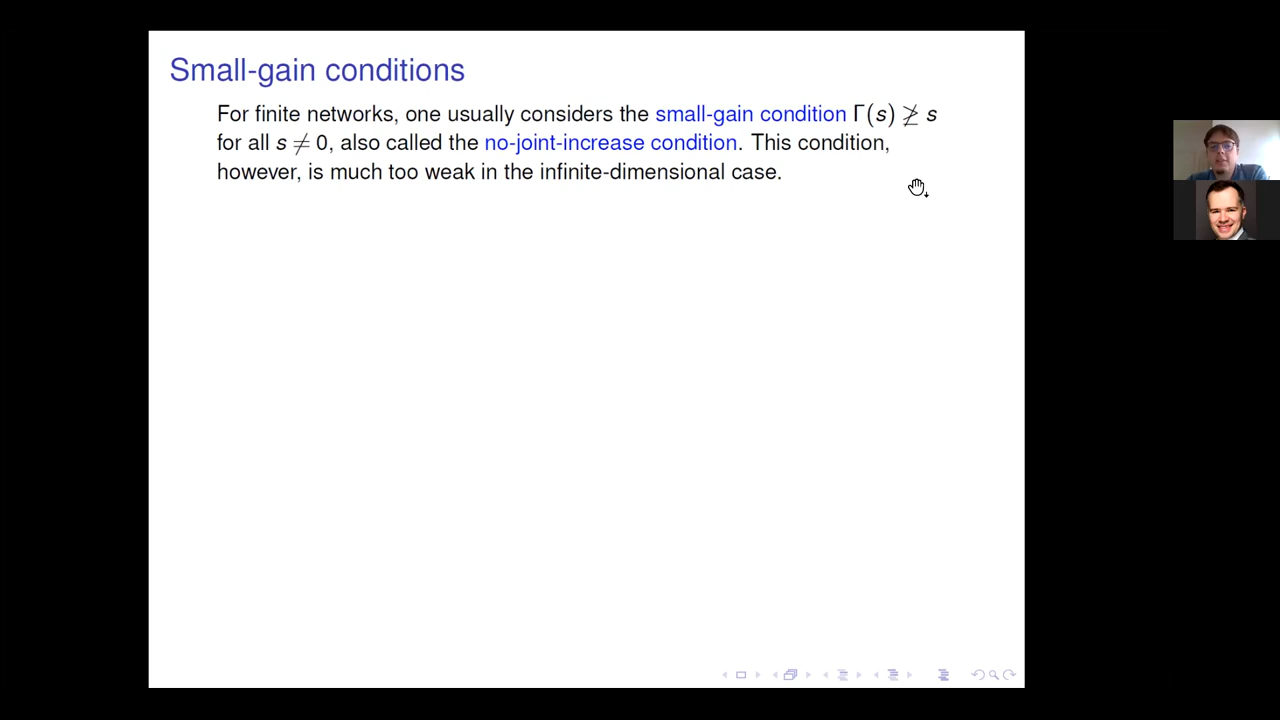 Small-gain conditions
For finite networks, one usually considers the small-gain condition Γ(s) ≱ s
for all s ≠ 0, also called the no-joint-increase condition. This condition,
however, is much too weak in the infinite-dimensional case.